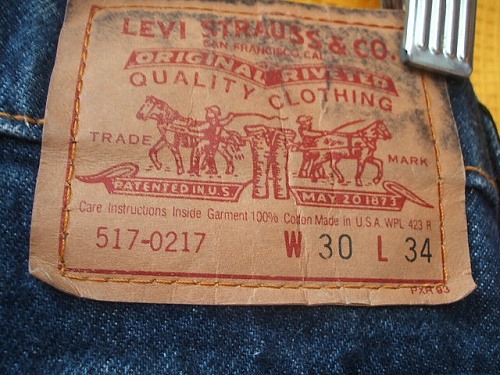 LEVI STRAUSS & CO.
SAN FRANCISCO, CAL.
ORIGINAL RIVETED
QUALITY CLOTHING
TRADE MARK
PATENTED IN U.S. MAY 20 1873
Care Instructions Inside Garment 100% Cotton Made in U.S.A. WPL 423 R
517-0217 W 30 L 34